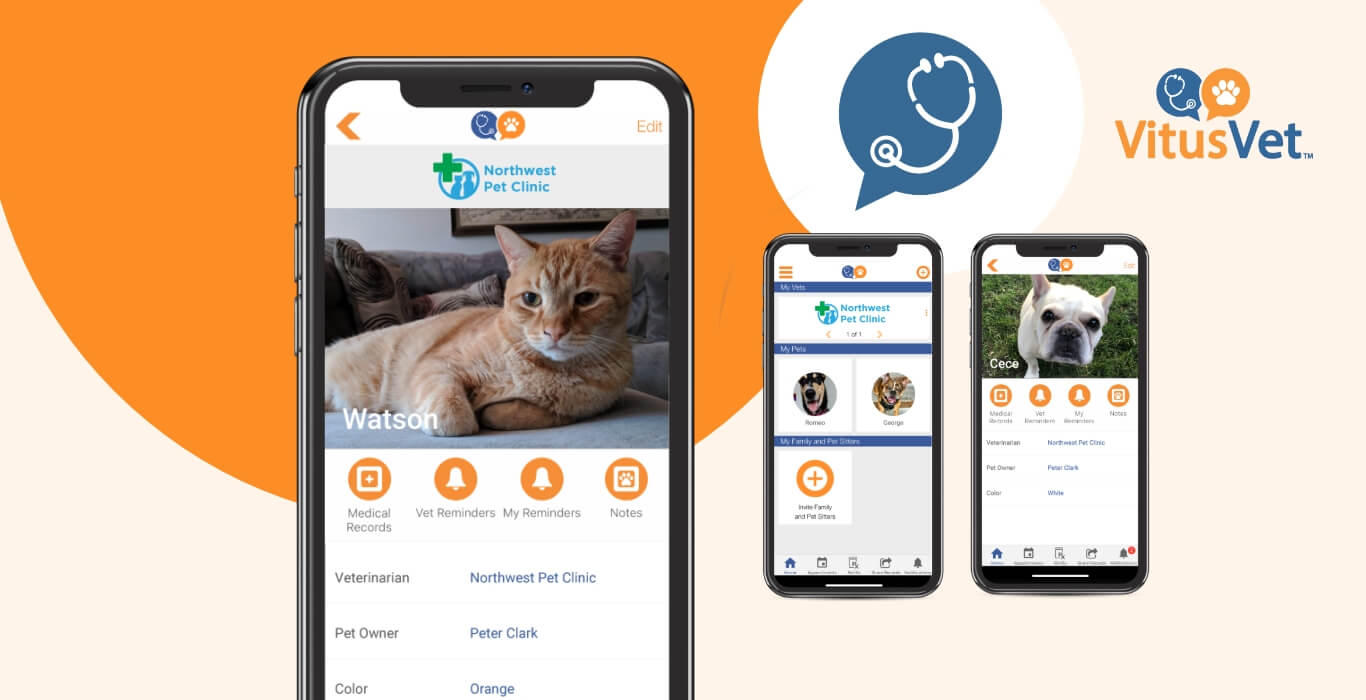 Edit
Northwest
Pet Clinic
Watson
Medical
Records
Vet Reminders
My Reminders
Notes
Veterinarian
Northwest Pet Clinic
Pet Owner
Peter Clark
Color
Orange
VitusVet™
My Vets
Northwest
Pet Clinic
1 of 1
My Pets
Romeo
George
My Family and Pet Sitters
Invite Family
and Pet Sitters
Home
Edit
Cece
Medical
Records
Vet
Reminders
My
Reminders
Notes
Veterinarian
Northwest Pet Clinic
Pet Owner
Peter Clark
Color
White